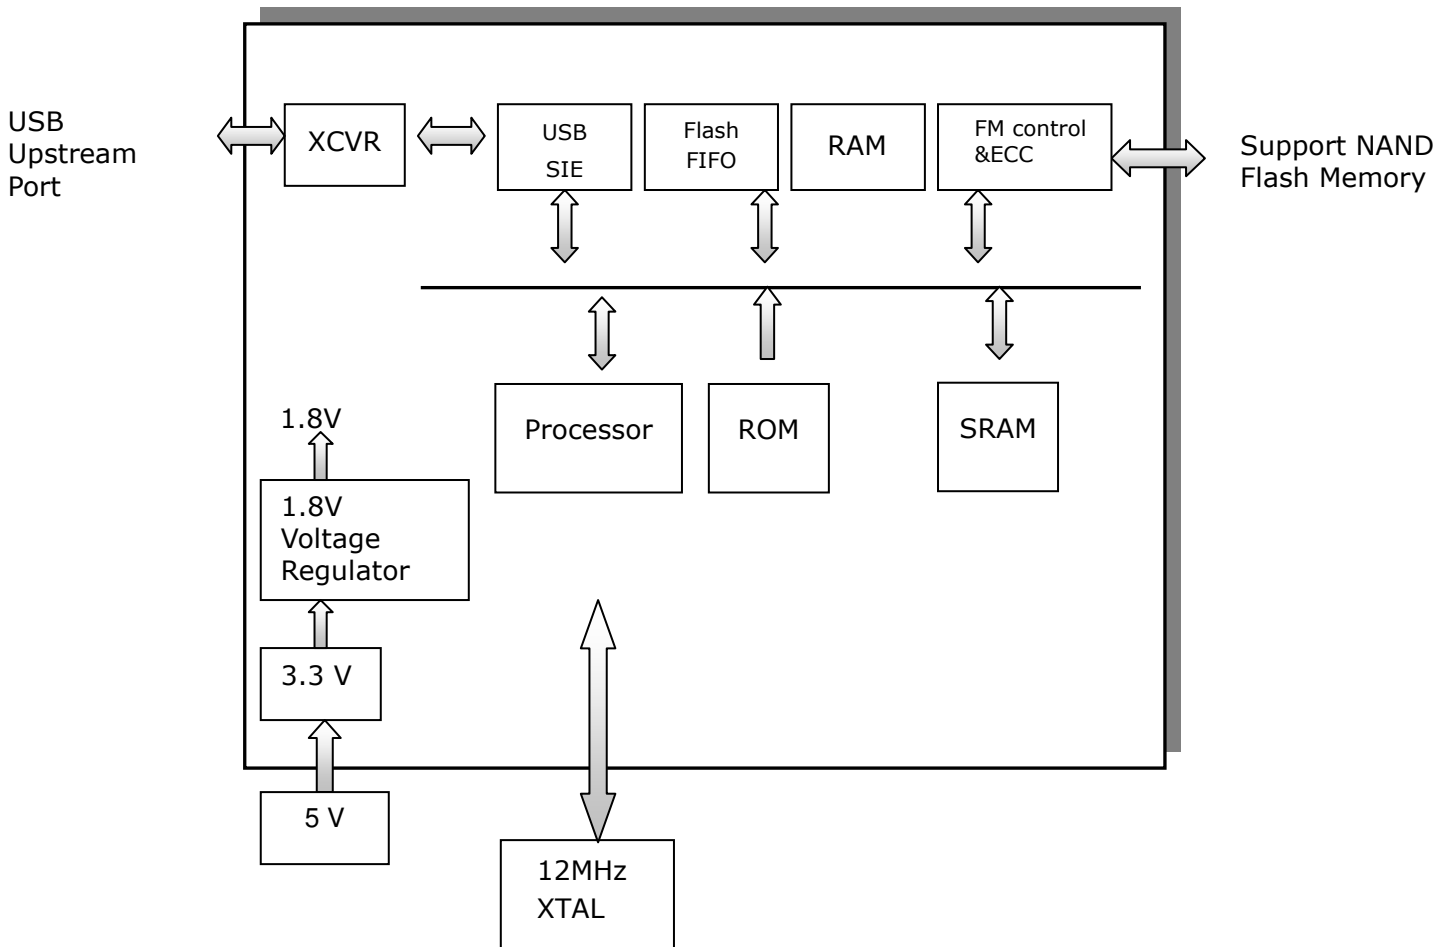 USB
Upstream
Port
XCVR
USB
SIE
Flash
FIFO
RAM
FM control
&ECC
Support NAND
Flash Memory
Processor
ROM
SRAM
1.8V
1.8V
Voltage
Regulator
3.3 V
5 V
12MHz
XTAL